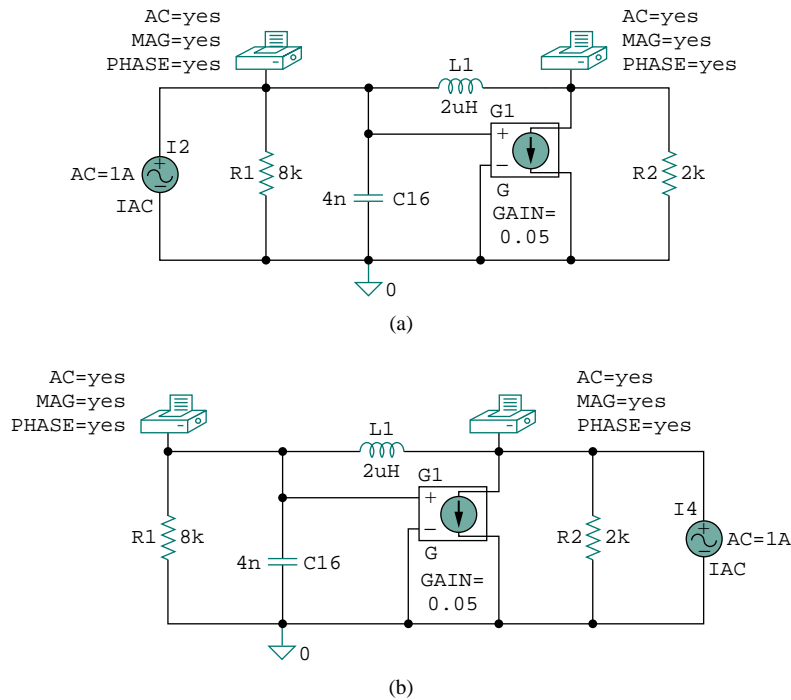 AC=yes
MAG=yes
PHASE=yes
AC=yes
MAG=yes
PHASE=yes
L1
2uH
G1
I2
+
AC=1A
−
IAC
R1
8k
+
−
R2
2k
4n
C16
G
GAIN=
0.05
0
(a)
AC=yes
MAG=yes
PHASE=yes
AC=yes
MAG=yes
PHASE=yes
L1
2uH
G1
+
−
I4
R1
8k
R2
2k
+
AC=1A
−
IAC
4n
C16
G
GAIN=
0.05
0
(b)